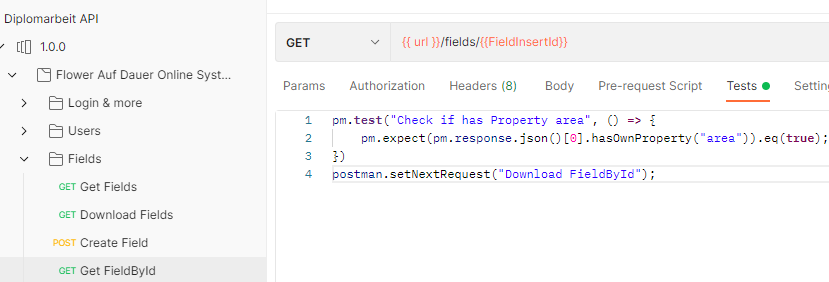 Diplomarbeit API
1.0.0
Flower Auf Dauer Online Syst...
Login & more
Users
Fields
GET Get Fields
GET Download Fields
POST Create Field
GET Get FieldById
GET {{ url }}/fields/{{FieldInsertId}}
Params Authorization Headers (8) Body Pre-request Script Tests Settin
1 pm.test("Check if has Property area", () => {
2 pm.expect(pm.response.json()[0].hasOwnProperty("area")).eq(true);
3 })
4 postman.setNextRequest("Download FieldById");